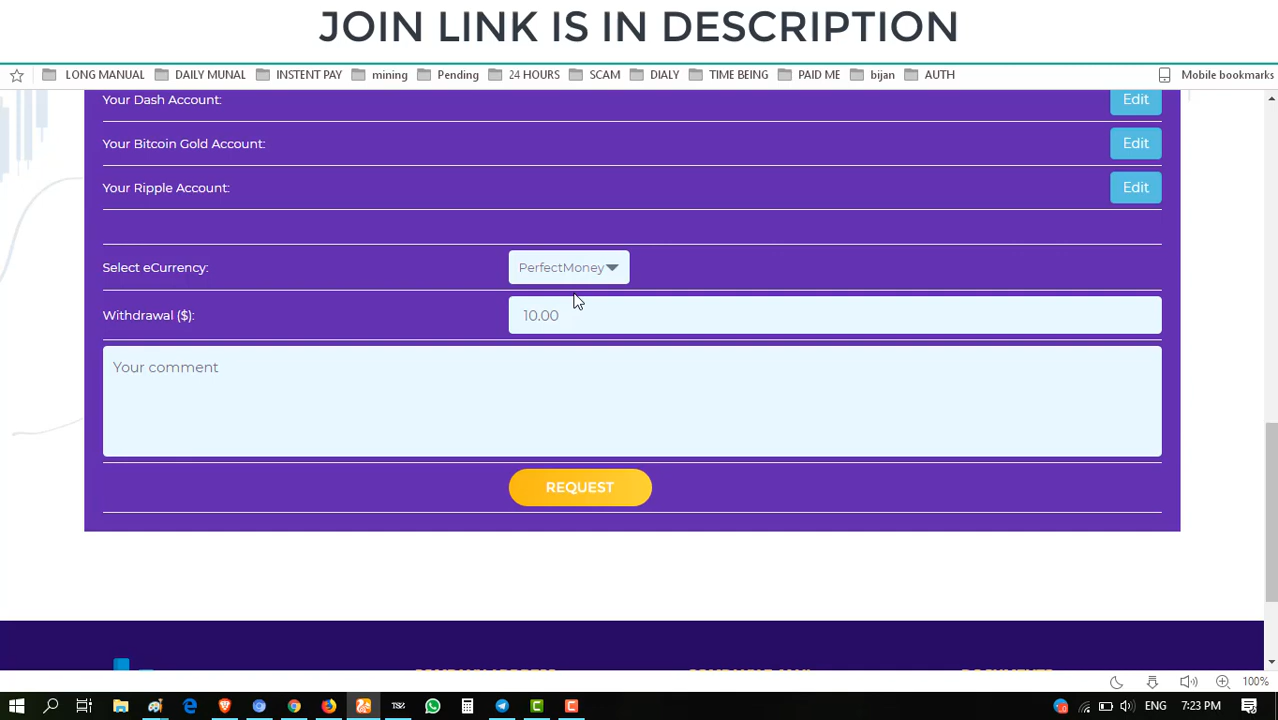 JOIN LINK IS IN DESCRIPTION
LONG MANUAL DAILY MUNAL INSTENT PAY mining Pending 24 HOURS SCAM DIALY TIME BEING PAID ME bijan AUTH Mobile bookmarks
Your Dash Account: Edit
Your Bitcoin Gold Account: Edit
Your Ripple Account: Edit
Select eCurrency: PerfectMoney
Withdrawal ($): 10.00
Your comment
REQUEST
100%
ENG 7:23 PM